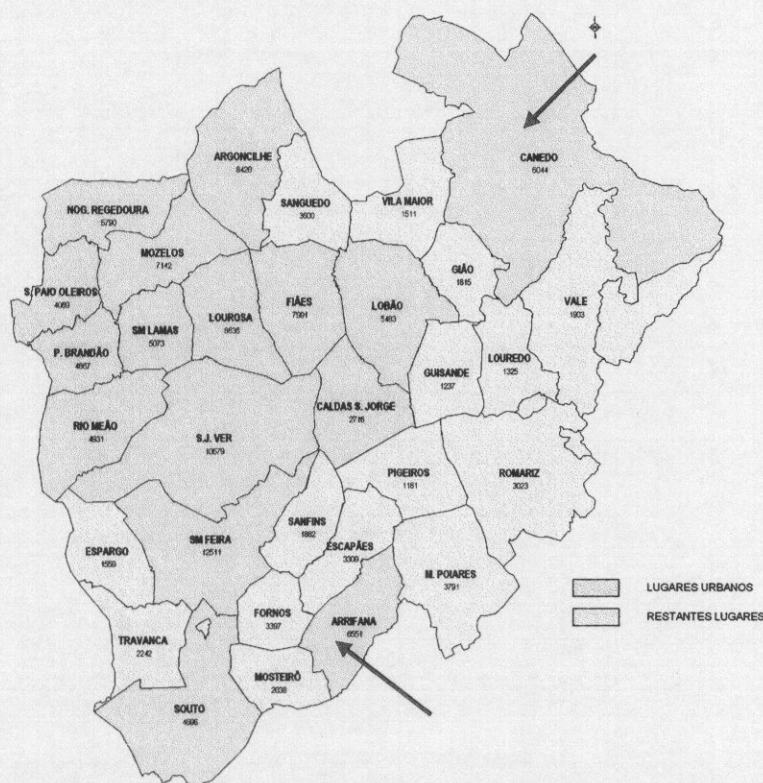 ARGONCILHE
8420
CANEDO
6044
NOG. REGEDOURA
5790
SANGUEDO
3600
VILA MAIOR
1511
MOZELOS
7142
GIÃO
1815
S. PAIO OLEIROS
4069
FIÃES
7991
LOBÃO
5483
VALE
1903
SM LAMAS
5073
LOUROSA
8636
P. BRANDÃO
4667
GUISANDE
1237
LOUREDO
1325
CALDAS S. JORGE
2716
RIO MEÃO
4931
S.J. VER
10579
PIGEIROS
1181
ROMARIZ
3023
SANFINS
1882
SM FEIRA
12511
ESCAPÃES
3309
ESPARGO
1559
M. POIARES
3791
LUGARES URBANOS
FORNOS
3397
ARRIFANA
6551
RESTANTES LUGARES
TRAVANCA
2242
MOSTEIRÔ
2038
SOUTO
4996